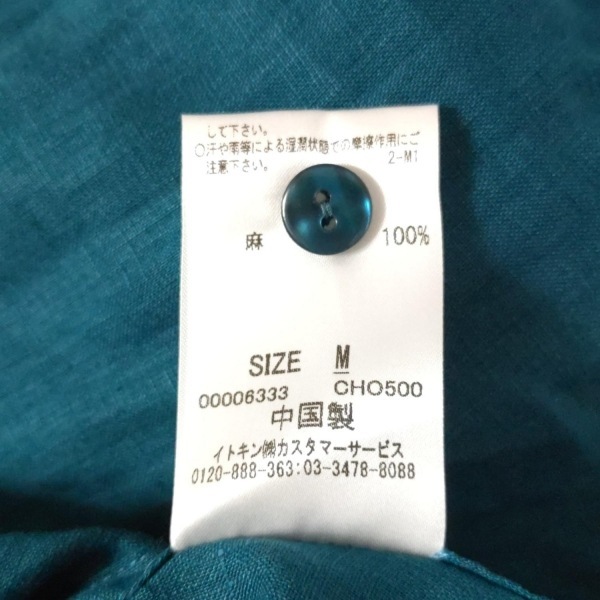 して下さい。
○汗や雨等による湿潤状態での摩擦作用にご
注意下さい。 2-M1
麻 100%
SIZE M
00006333 CHO500
中国製
イトキン㈱カスタマーサービス
0120-888-363:03-3478-8088